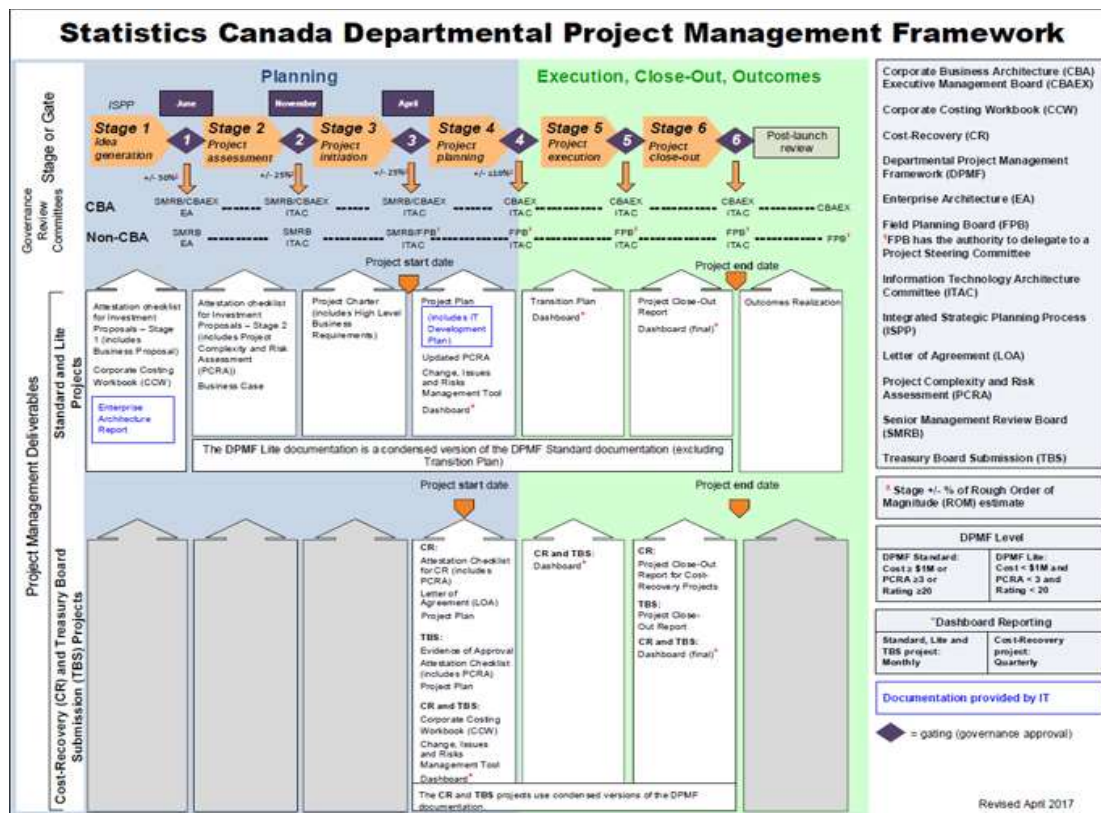 Statistics Canada Departmental Project Management Framework
Planning
Execution, Close-Out, Outcomes
Stage or Gate
ISPP
June
November
April
Stage 1
Idea
generation
1
Stage 2
Project
assessment
2
Stage 3
Project
initiation
3
Stage 4
Project
planning
4
Stage 5
Project
execution
5
Stage 6
Project
close-out
6
Post-launch
review
+/- 50%²
+/- 25%²
+/- 25%²
+/- ±10%²
Governance
Review
Committees
CBA
SMRB/CBAEX
EA
SMRB/CBAEX
ITAC
SMRB/CBAEX
ITAC
CBAEX
ITAC
CBAEX
ITAC
CBAEX
ITAC
CBAEX
Non-CBA
SMRB
EA
SMRB
ITAC
SMRB/FPB¹
ITAC
FPB¹
ITAC
FPB¹
ITAC
FPB¹
ITAC
FPB¹
Project start date
Project end date
Project Management Deliverables
Standard and Lite
Projects
Attestation checklist
for Investment
Proposals – Stage
1 (includes
Business Proposal)
Corporate Costing
Workbook (CCW)
Enterprise
Architecture
Report
Attestation checklist
for Investment
Proposals – Stage 2
(includes Project
Complexity and Risk
Assessment
(PCRA))
Business Case
Project Charter
(includes High Level
Business
Requirements)
Project Plan
(includes IT
Development
Plan)
Updated PCRA
Change, Issues
and Risks
Management Tool
Dashboard*
Transition Plan
Dashboard*
Project Close-Out
Report
Dashboard (final)*
Outcomes Realization
The DPMF Lite documentation is a condensed version of the DPMF Standard documentation (excluding
Transition Plan)
Project start date
Project end date
Cost-Recovery (CR) and Treasury Board
Submission (TBS) Projects
CR:
Attestation Checklist
for CR (includes
PCRA)
Letter of
Agreement (LOA)
Project Plan
TBS:
Evidence of Approval
Attestation Checklist
(includes PCRA)
Project Plan
CR and TBS:
Corporate Costing
Workbook (CCW)
Change, Issues
and Risks
Management Tool
Dashboard*
CR and TBS:
Dashboard*
CR:
Project Close-Out
Report for Cost-
Recovery Projects
TBS:
Project Close-
Out Report
CR and TBS:
Dashboard (final)*
The CR and TBS projects use condensed versions of the DPMF
documentation.
Corporate Business Architecture (CBA)
Executive Management Board (CBAEX)
Corporate Costing Workbook (CCW)
Cost-Recovery (CR)
Departmental Project Management
Framework (DPMF)
Enterprise Architecture (EA)
Field Planning Board (FPB)
¹FPB has the authority to delegate to a
Project Steering Committee
Information Technology Architecture
Committee (ITAC)
Integrated Strategic Planning Process
(ISPP)
Letter of Agreement (LOA)
Project Complexity and Risk
Assessment (PCRA)
Senior Management Review Board
(SMRB)
Treasury Board Submission (TBS)
² Stage +/- % of Rough Order of
Magnitude (ROM) estimate
DPMF Level
DPMF Standard:
Cost ≥ $1M or
PCRA ≥3 or
Rating ≥20
DPMF Lite:
Cost < $1M and
PCRA < 3 and
Rating < 20
*Dashboard Reporting
Standard, Lite and
TBS project:
Monthly
Cost-Recovery
project:
Quarterly
Documentation provided by IT
= gating (governance approval)
Revised April 2017